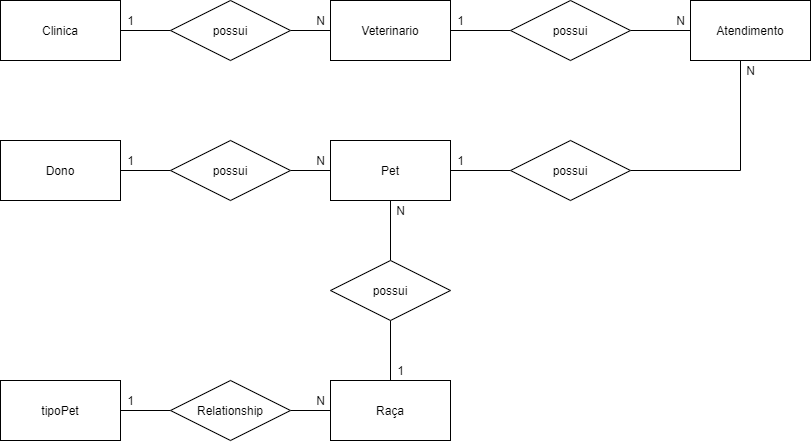 Clinica 1 possui N Veterinario 1 possui N Atendimento
N
Dono 1 possui N Pet 1 possui
N
possui
1
tipoPet 1 Relationship N Raça